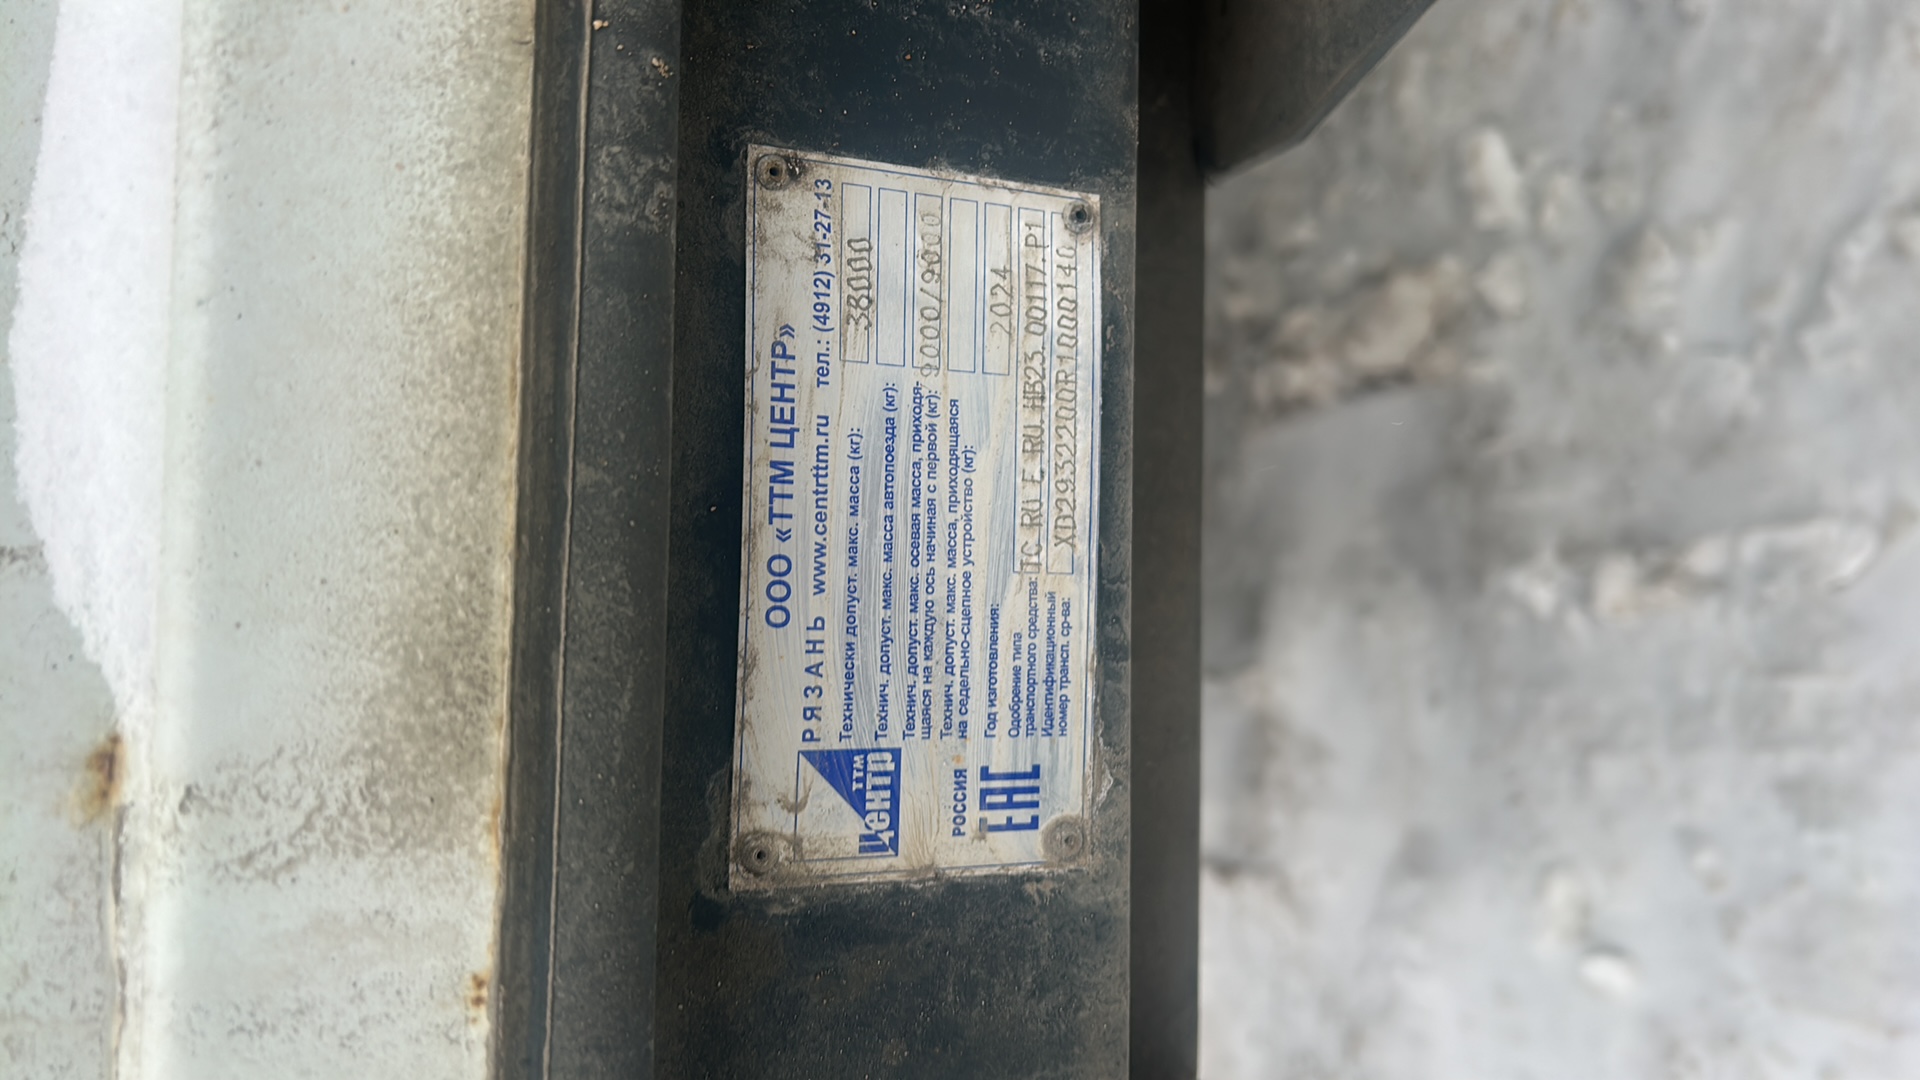 ООО «ТТМ ЦЕНТР»
РЯЗАНЬ www.centrttm.ru тел.: (4912) 31-27-13
ТТМ
Центр
Технически допуст. макс. масса (кг): 38000
Технич. допуст. макс. масса автопоезда (кг):
Технич. допуст. макс. осевая масса, приходя-
щаяся на каждую ось начиная с первой (кг): 9000/9000
Технич. допуст. макс. масса, приходящаяся
на седельно-сцепное устройство (кг):
РОССИЯ
ЕАС
Год изготовления: 2024
Одобрение типа
транспортного средства: ТС RU E RU.НВ23.00117.Р1
Идентификационный
номер трансп. ср-ва: XD2932200R1000140